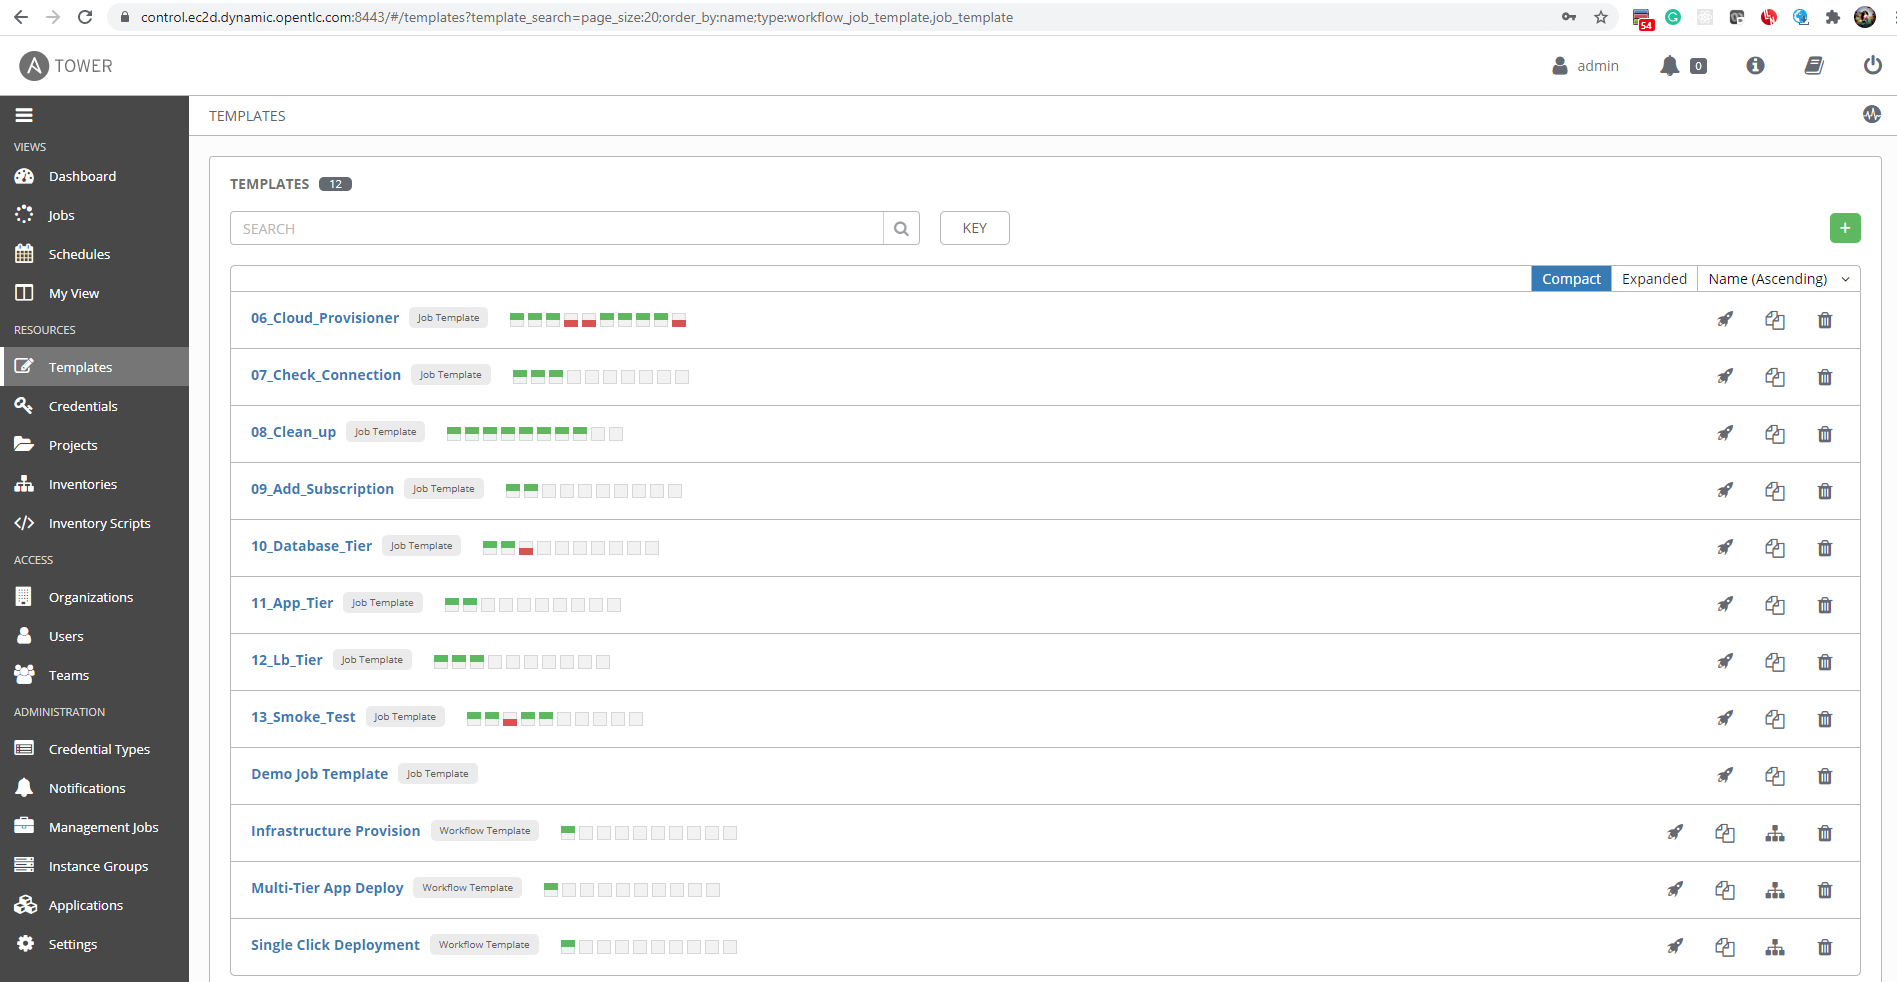 control.ec2d.dynamic.opentlc.com:8443/#/templates?template_search=page_size:20;order_by:name;type:workflow_job_template,job_template
54
TOWER
admin
0
TEMPLATES
VIEWS
Dashboard
Jobs
Schedules
My View
RESOURCES
Templates
Credentials
Projects
Inventories
Inventory Scripts
ACCESS
Organizations
Users
Teams
ADMINISTRATION
Credential Types
Notifications
Management Jobs
Instance Groups
Applications
Settings
TEMPLATES 12
SEARCH KEY +
Compact Expanded Name (Ascending)
06_Cloud_Provisioner Job Template
07_Check_Connection Job Template
08_Clean_up Job Template
09_Add_Subscription Job Template
10_Database_Tier Job Template
11_App_Tier Job Template
12_Lb_Tier Job Template
13_Smoke_Test Job Template
Demo Job Template Job Template
Infrastructure Provision Workflow Template
Multi-Tier App Deploy Workflow Template
Single Click Deployment Workflow Template